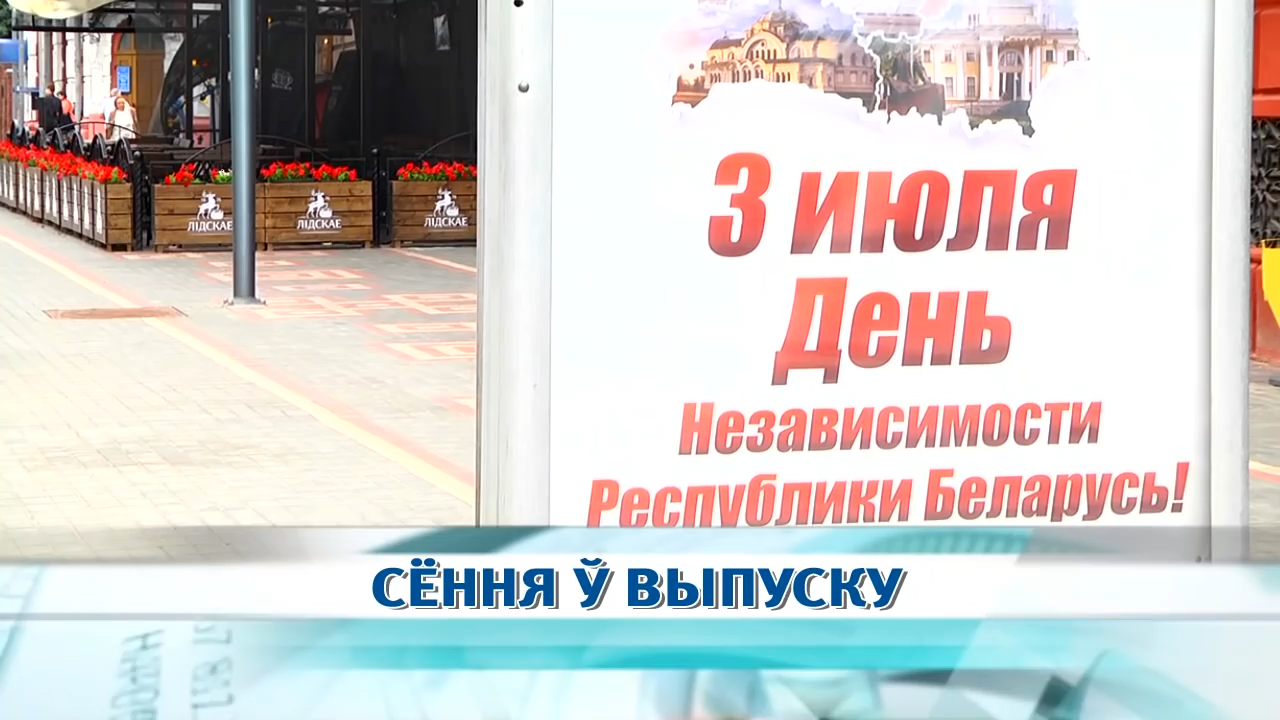 ЛІДСКАЕ
ЛІДСКАЕ
ЛІДСКАЕ
3 июля
День
Независимости
Республики Беларусь!
СЁННЯ Ў ВЫПУСКУ